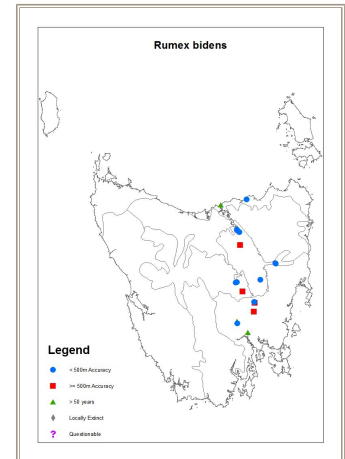 Rumex bidens
Legend
< 500m Accuracy
>= 500m Accuracy
> 50 years
Locally Extinct
? Questionable